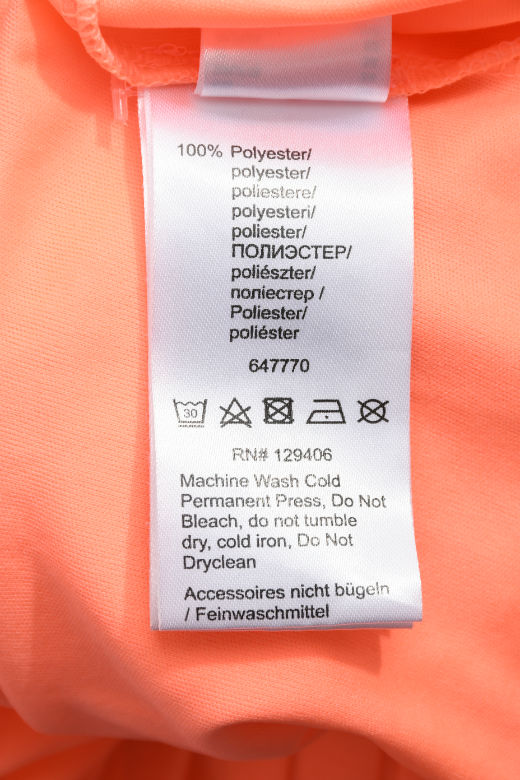 100% Polyester/
polyester/
poliestere/
polyesteri/
poliester/
ПОЛИЭСТЕР/
poliészter/
поліестер /
Poliester/
poliéster
647770
30
RN# 129406
Machine Wash Cold
Permanent Press, Do Not
Bleach, do not tumble
dry, cold iron, Do Not
Dryclean
Accessoires nicht bügeln
/ Feinwaschmittel